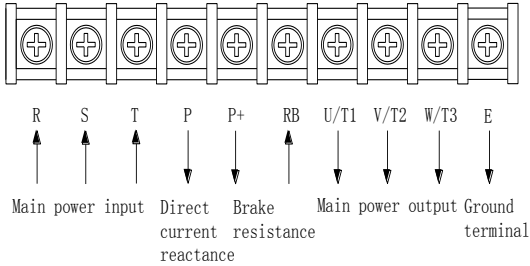 R S T P P+ RB U/T1 V/T2 W/T3 E
Main power input Direct Brake Main power output Ground
current resistance terminal
reactance